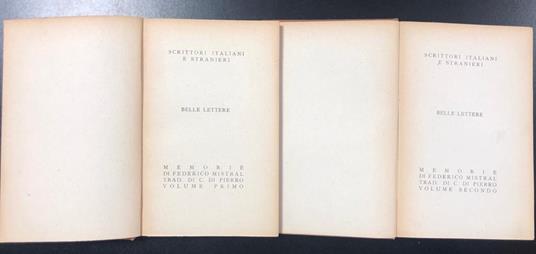 SCRITTORI ITALIANI
E STRANIERI
BELLE LETTERE
MEMORIE
DI FEDERICO MISTRAL
TRAD. DI C. DI PIERRO
VOLUME PRIMO
SCRITTORI ITALIANI
E STRANIERI
BELLE LETTERE
MEMORIE
DI FEDERICO MISTRAL
TRAD. DI C. DI PIERRO
VOLUME SECONDO